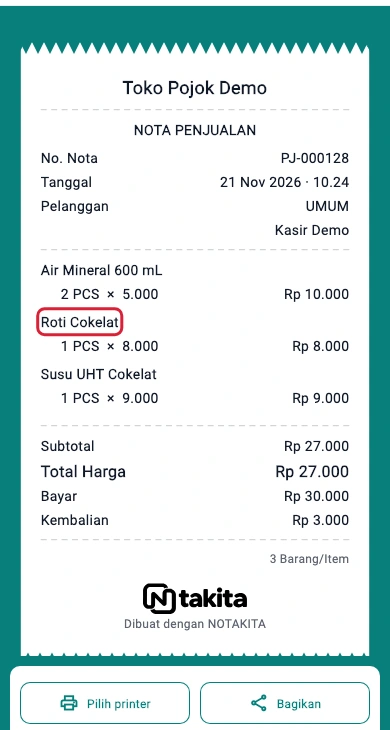 Toko Pojok Demo
NOTA PENJUALAN
No. Nota PJ-000128
Tanggal 21 Nov 2026 · 10.24
Pelanggan UMUM
Kasir Demo
Air Mineral 600 mL
2 PCS × 5.000 Rp 10.000
Roti Cokelat
1 PCS × 8.000 Rp 8.000
Susu UHT Cokelat
1 PCS × 9.000 Rp 9.000
Subtotal Rp 27.000
Total Harga Rp 27.000
Bayar Rp 30.000
Kembalian Rp 3.000
3 Barang/Item
Ntakita
Dibuat dengan NOTAKITA
Pilih printer Bagikan